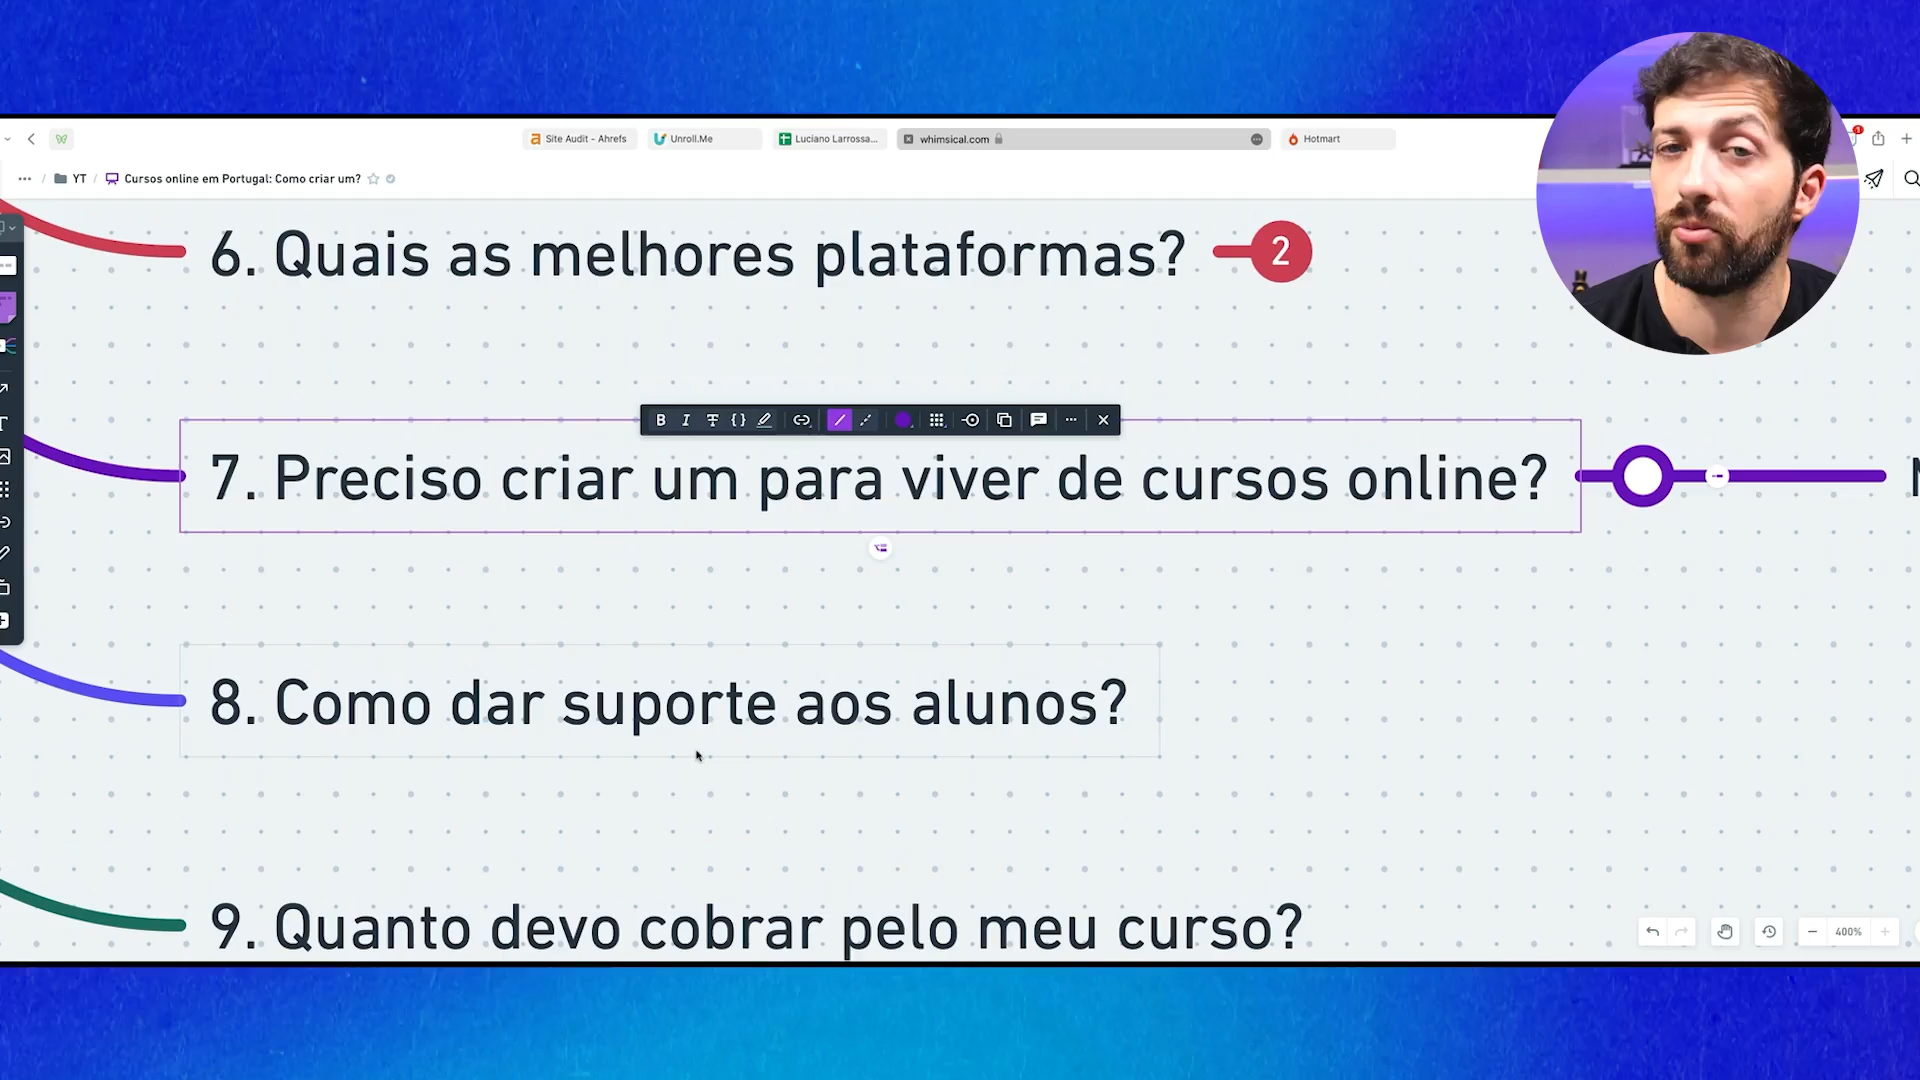 Site Audit - Ahrefs
Unroll.Me
Luciano Larrossa...
whimsical.com
Hotmart
1
... / YT / Cursos online em Portugal: Como criar um?
6. Quais as melhores plataformas?
2
B I T {}
7. Preciso criar um para viver de cursos online?
8. Como dar suporte aos alunos?
9. Quanto devo cobrar pelo meu curso?
400%